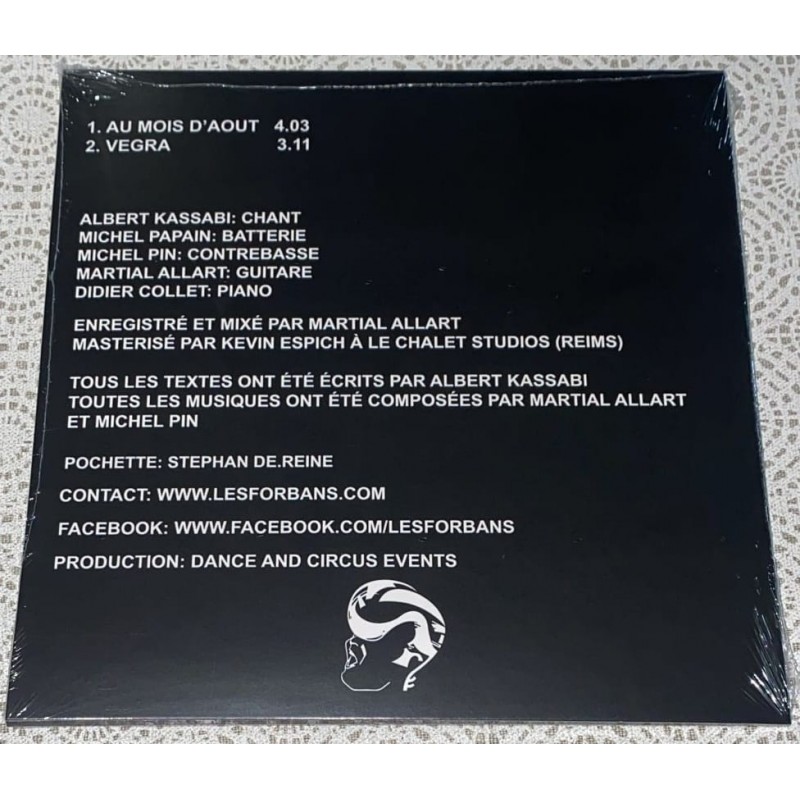 1. AU MOIS D'AOUT 4.03
2. VEGRA 3.11
ALBERT KASSABI: CHANT
MICHEL PAPAIN: BATTERIE
MICHEL PIN: CONTREBASSE
MARTIAL ALLART: GUITARE
DIDIER COLLET: PIANO
ENREGISTRÉ ET MIXÉ PAR MARTIAL ALLART
MASTERISÉ PAR KEVIN ESPICH À LE CHALET STUDIOS (REIMS)
TOUS LES TEXTES ONT ÉTÉ ÉCRITS PAR ALBERT KASSABI
TOUTES LES MUSIQUES ONT ÉTÉ COMPOSÉES PAR MARTIAL ALLART
ET MICHEL PIN
POCHETTE: STEPHAN DE.REINE
CONTACT: WWW.LESFORBANS.COM
FACEBOOK: WWW.FACEBOOK.COM/LESFORBANS
PRODUCTION: DANCE AND CIRCUS EVENTS